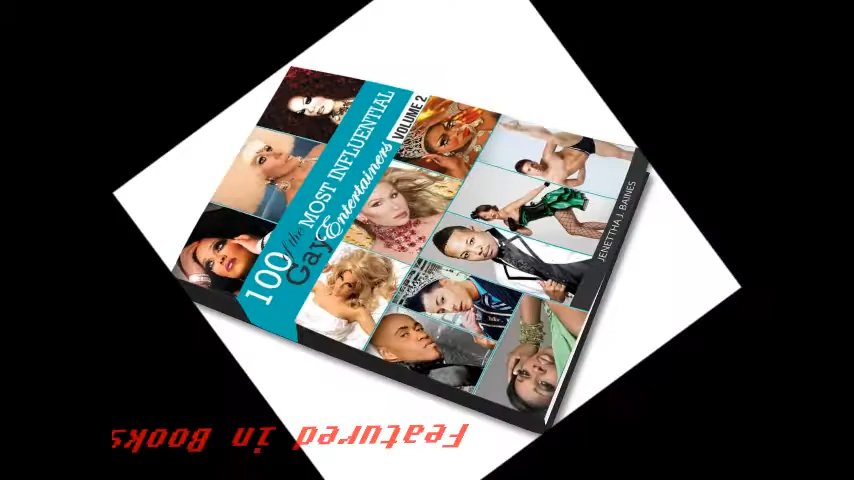 100 of the MOST INFLUENTIAL
Gay Entertainers
VOLUME 2
JENETTHA J. BAINES
Featured in Books